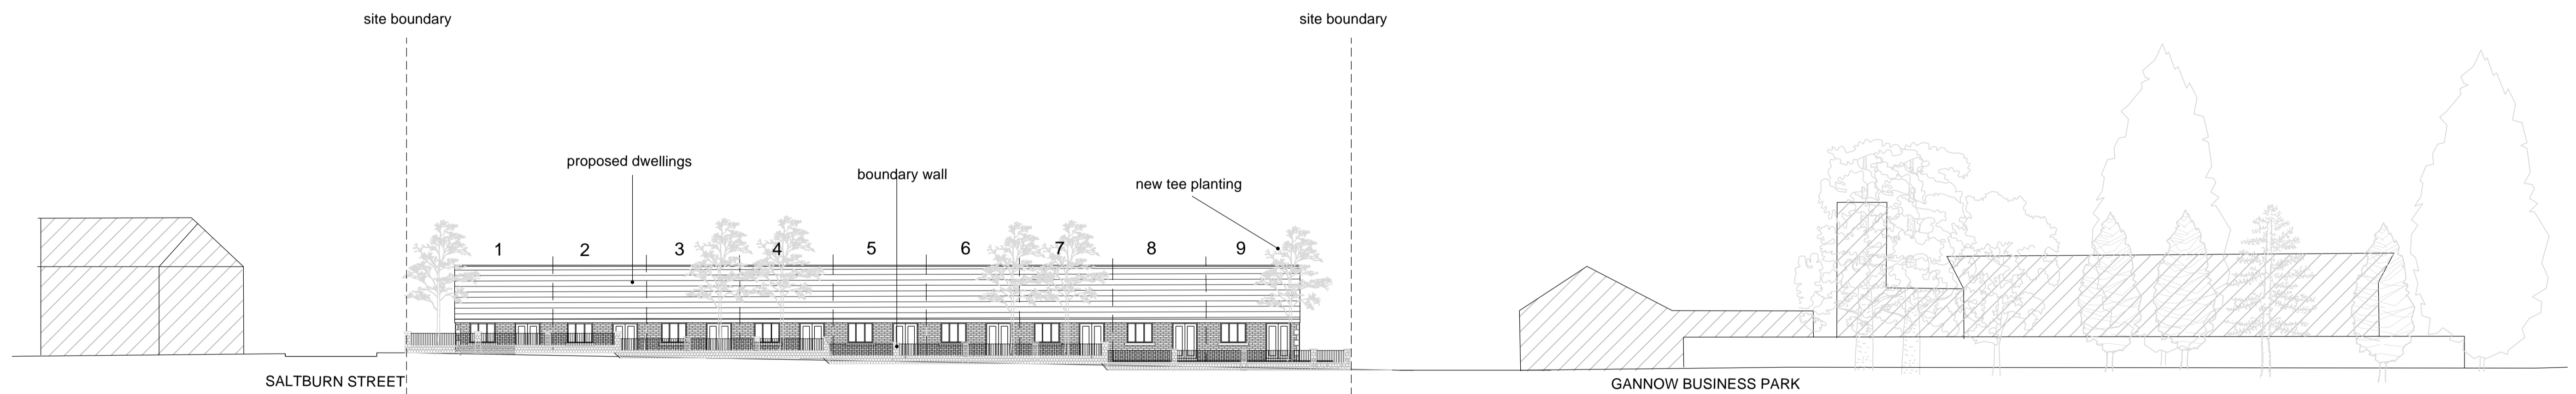 site boundary
site boundary
proposed dwellings
boundary wall
new tee planting
1
2
3
4
5
6
7
8
9
SALTBURN STREET
GANNOW BUSINESS PARK